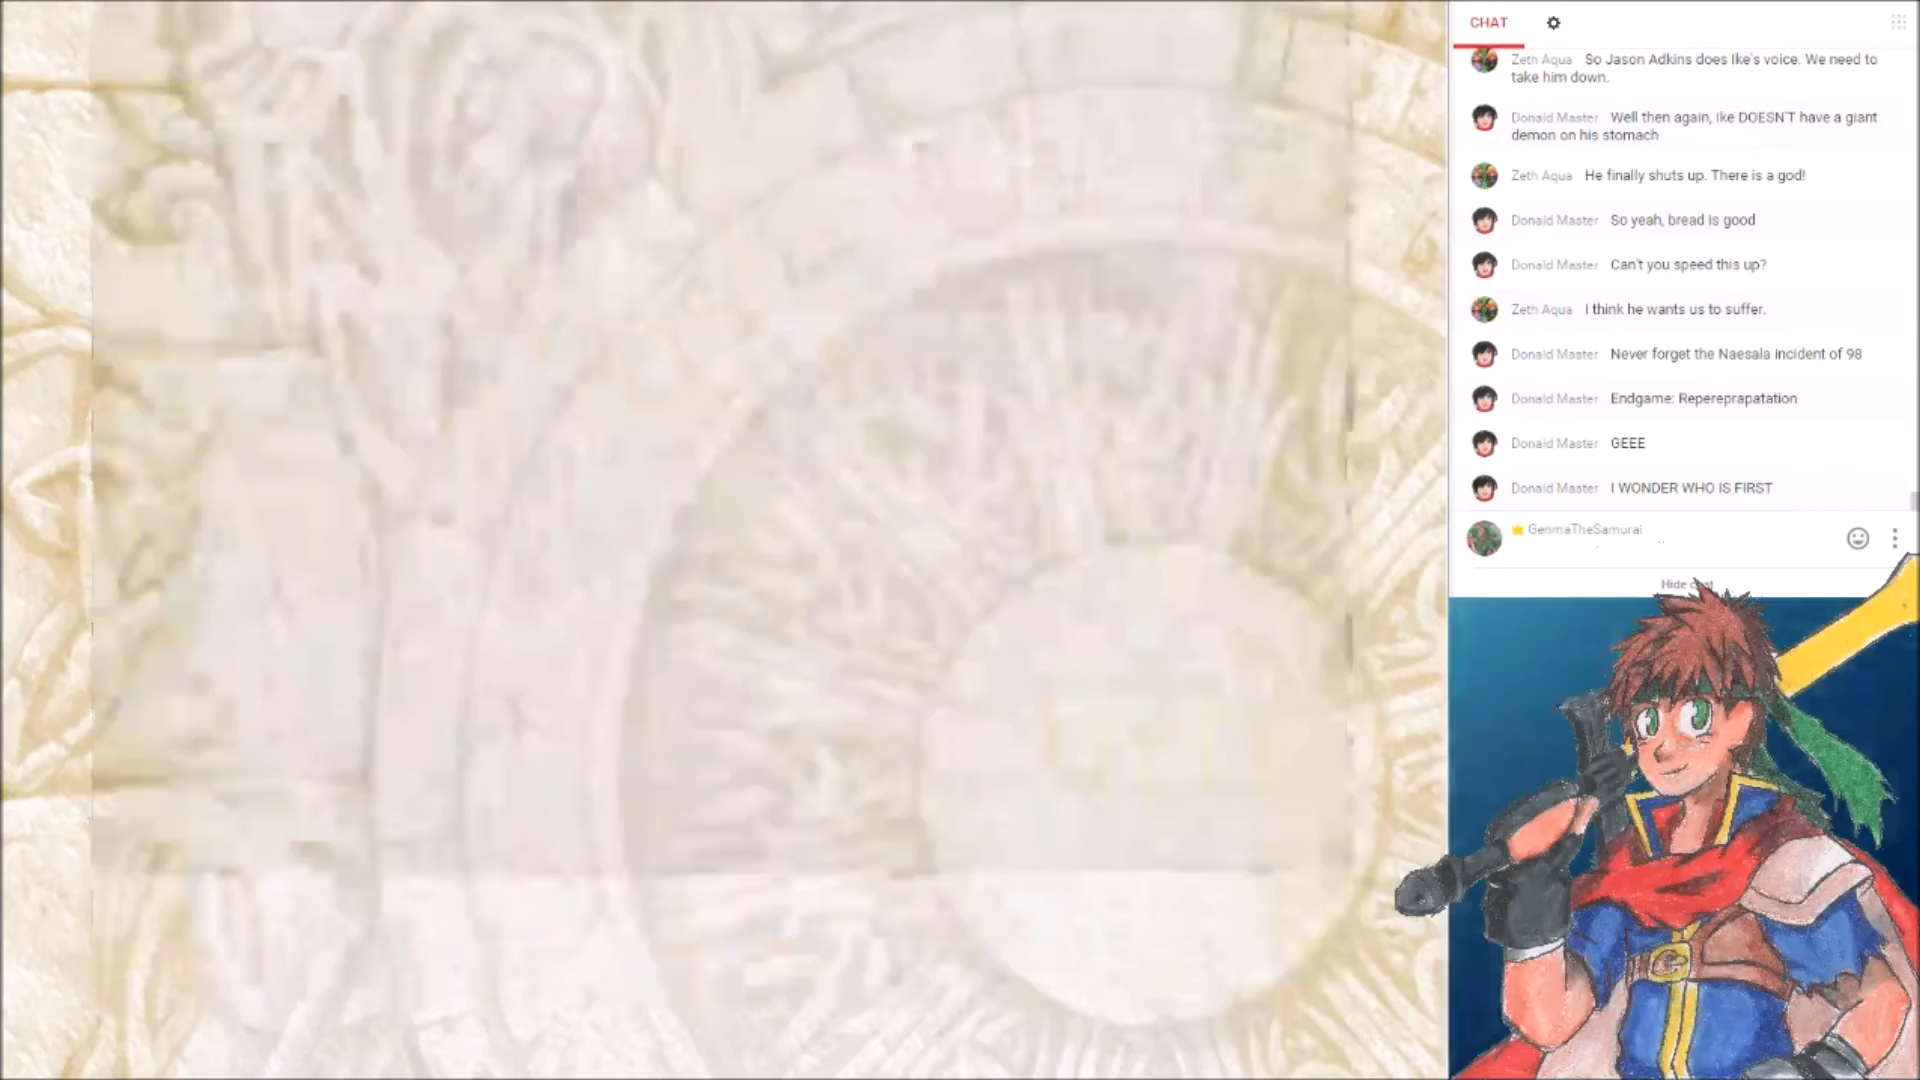 CHAT
Zeth Aqua So Jason Adkins does Ike's voice. We need to
take him down.
Donald Master Well then again, Ike DOESN'T have a giant
demon on his stomach
Zeth Aqua He finally shuts up. There is a god!
Donald Master So yeah, bread is good
Donald Master Can't you speed this up?
Zeth Aqua I think he wants us to suffer.
Donald Master Never forget the Naesala incident of 98
Donald Master Endgame: Repereprapatation
Donald Master GEEE
Donald Master I WONDER WHO IS FIRST
GenmaTheSamurai
Hide